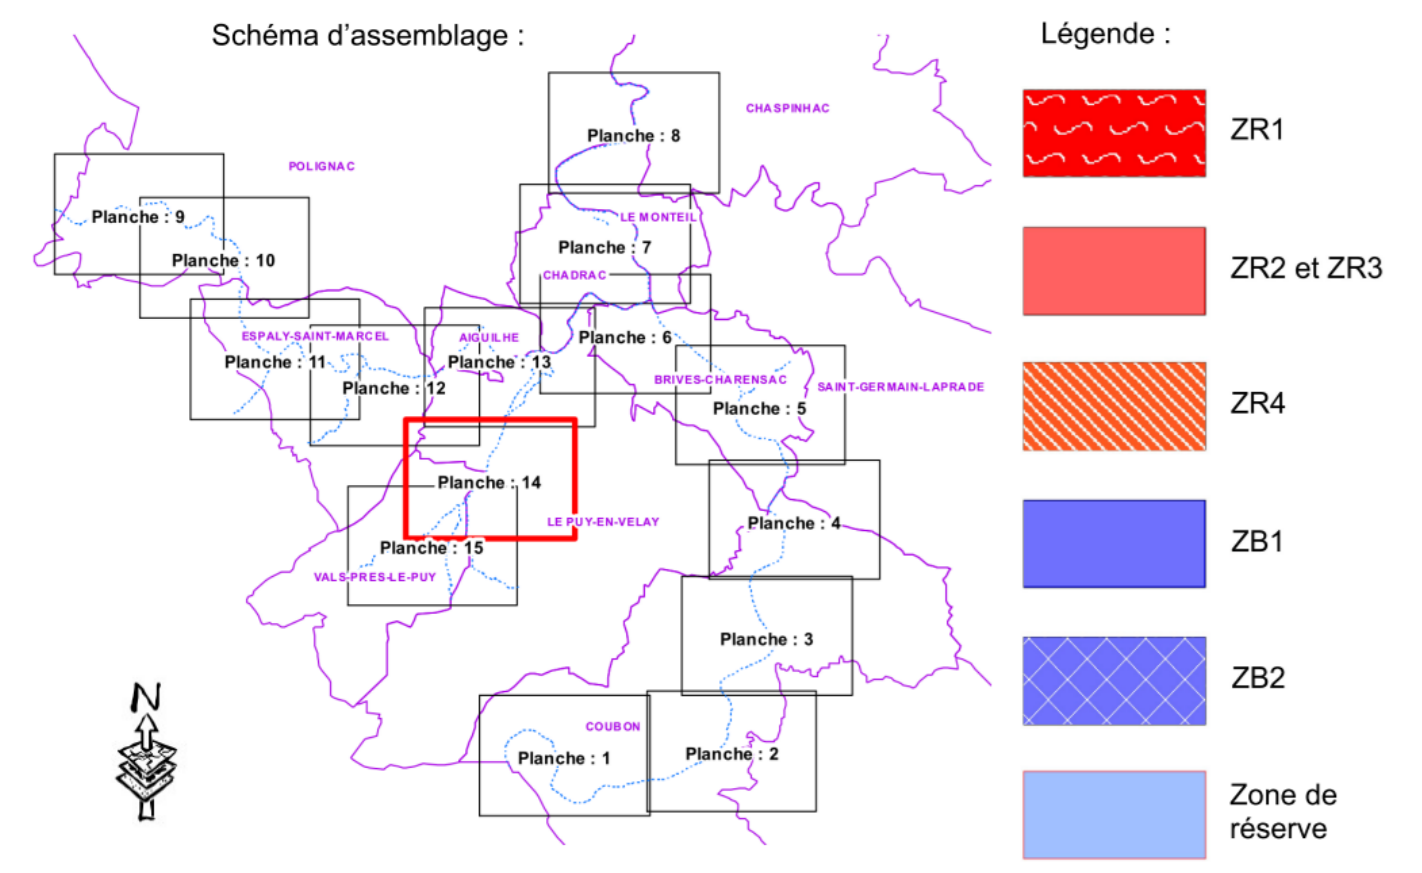 Schéma d’assemblage :
Légende :
CHASPINHAC
Planche : 8
ZR1
POLIGNAC
Planche : 9
LE MONTEIL
Planche : 7
Planche : 10
CHADRAC
ZR2 et ZR3
ESPALY-SAINT-MARCEL
AIGUILHE
Planche : 6
Planche : 11
Planche : 13
Planche : 12
BRIVES-CHARENSAC
SAINT-GERMAIN-LAPRADE
Planche : 5
ZR4
Planche : 14
LE PUY-EN-VELAY
Planche : 4
Planche : 15
VALS-PRES-LE-PUY
ZB1
Planche : 3
ZB2
N
COUBON
Planche : 1
Planche : 2
Zone de
réserve